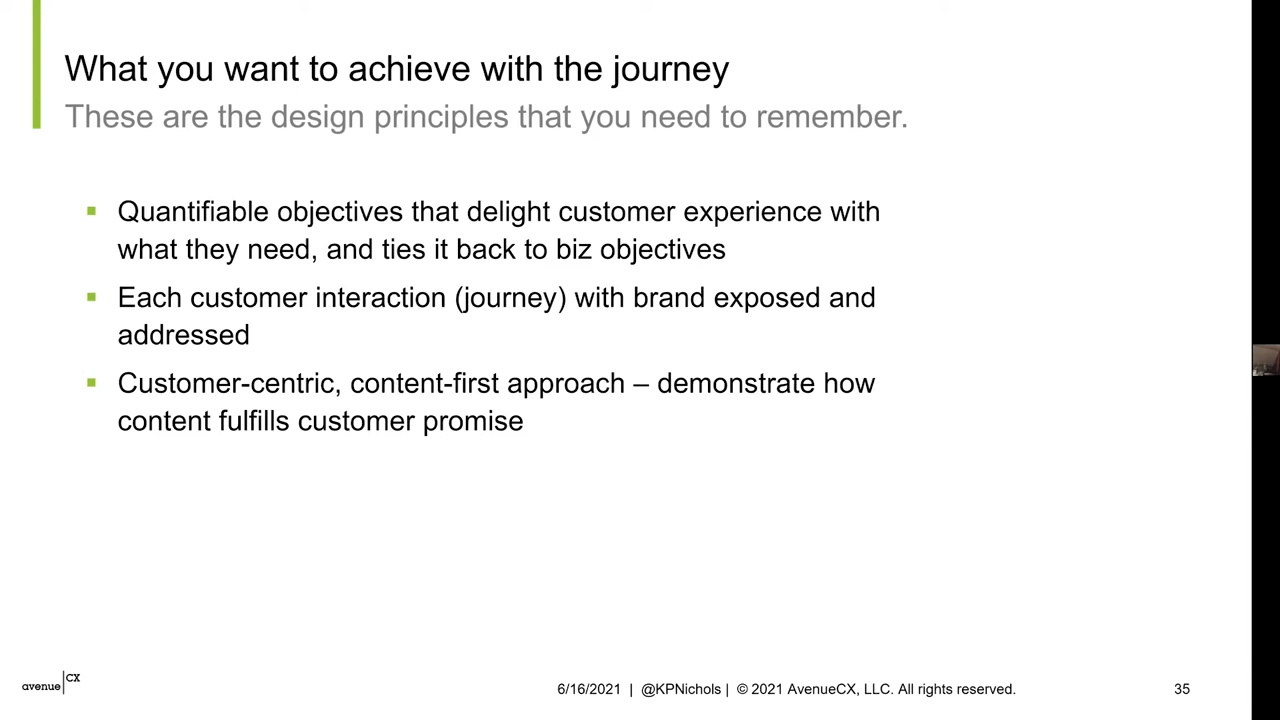 What you want to achieve with the journey
These are the design principles that you need to remember.
▪ Quantifiable objectives that delight customer experience with
what they need, and ties it back to biz objectives
▪ Each customer interaction (journey) with brand exposed and
addressed
▪ Customer-centric, content-first approach – demonstrate how
content fulfills customer promise
avenue|CX
6/16/2021 | @KPNichols | © 2021 AvenueCX, LLC. All rights reserved.
35